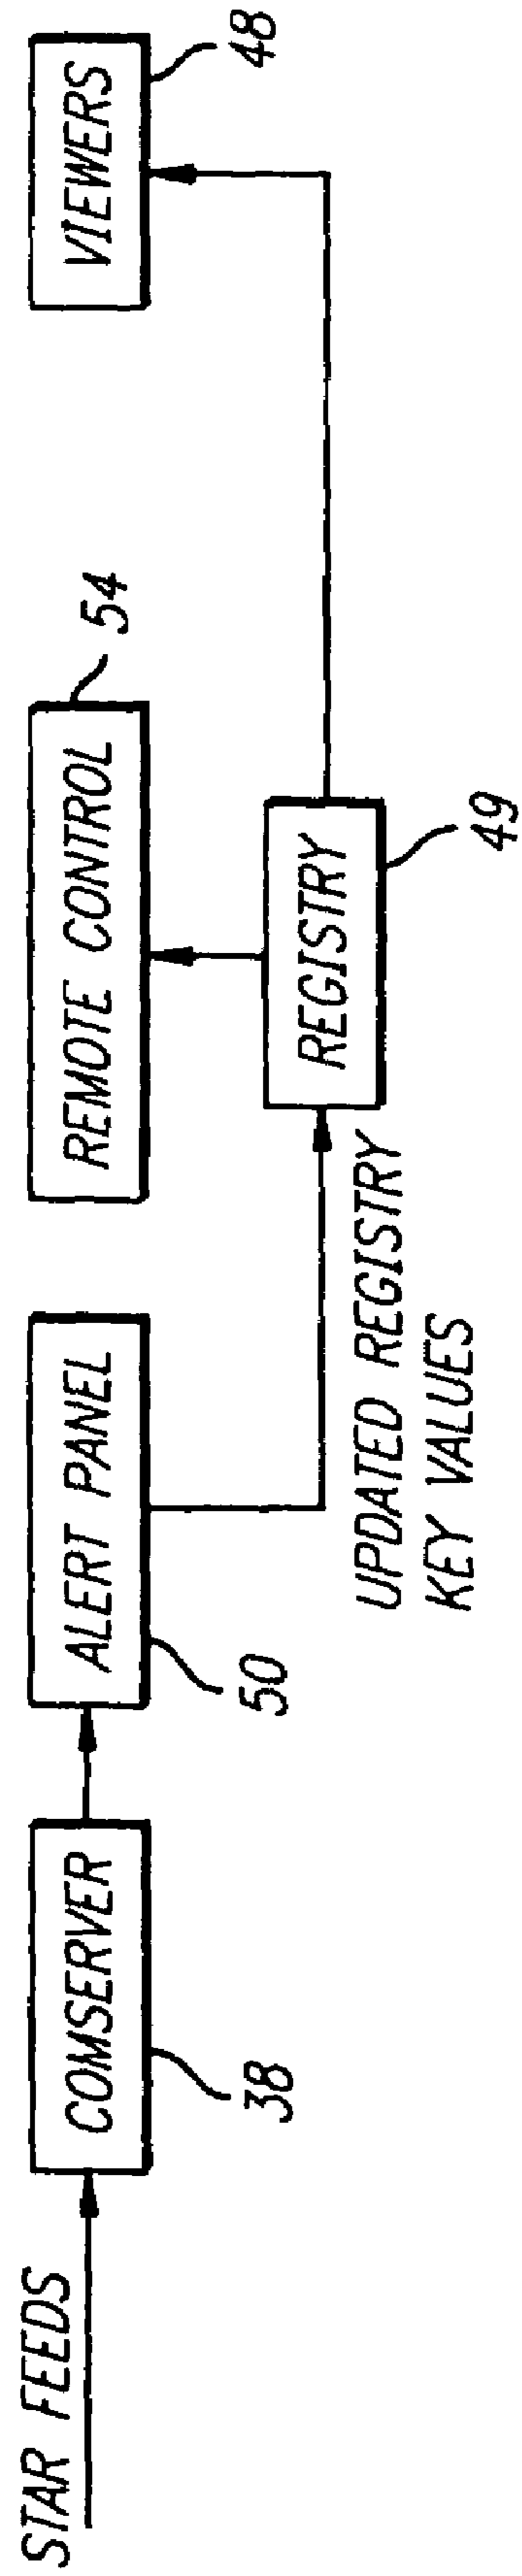 STAR FEEDS
COMSERVER
38
ALERT PANEL
50
UPDATED REGISTRY
KEY VALUES
REMOTE CONTROL
54
REGISTRY
49
VIEWERS
48